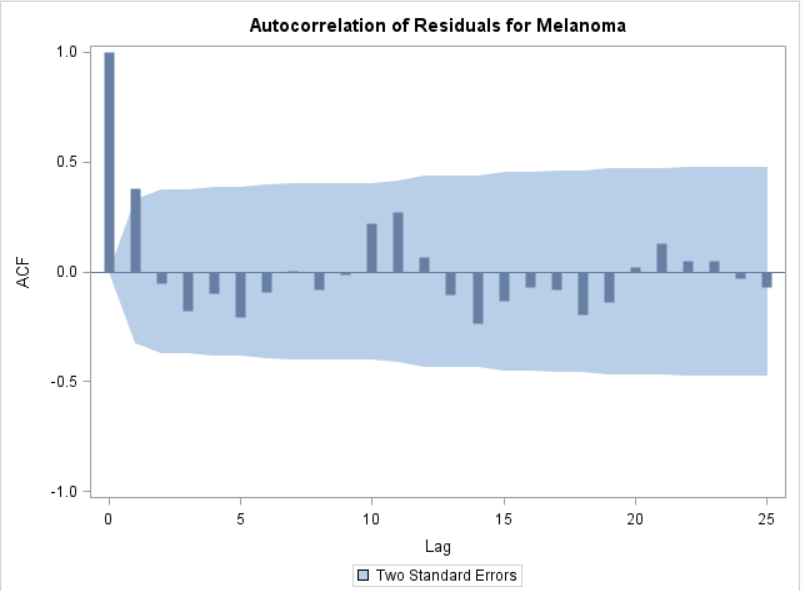 Autocorrelation of Residuals for Melanoma
1.0
0.5
0.0
-0.5
-1.0
ACF
0 5 10 15 20 25
Lag
Two Standard Errors